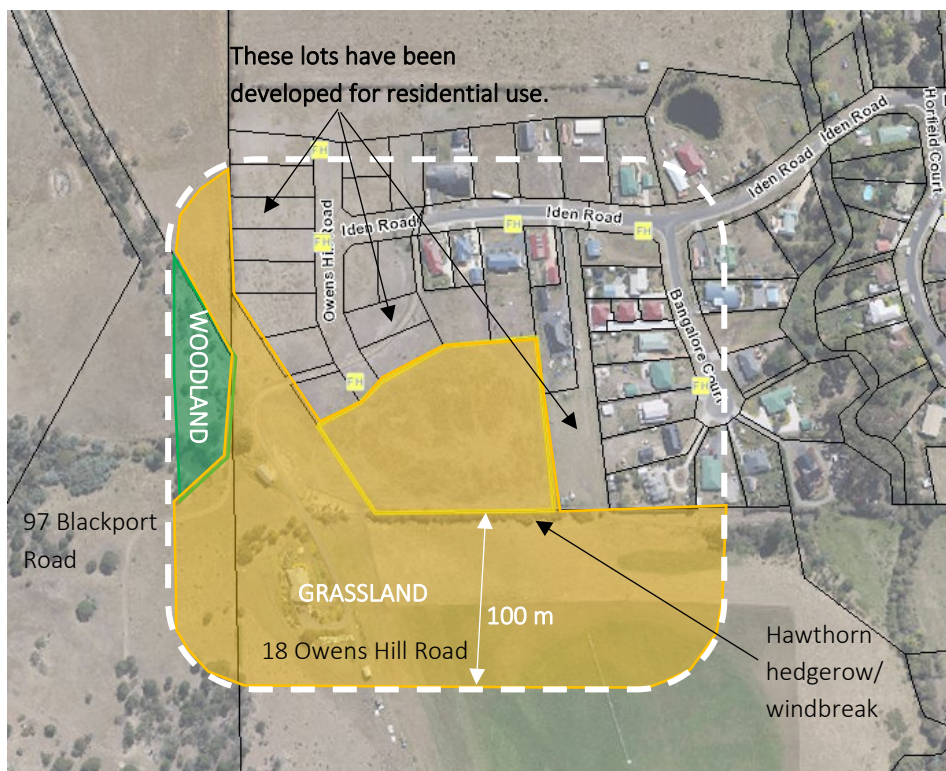 These lots have been
developed for residential use.
Honfield Court
Iden Road
Iden Road
FH
Owens Hill Road
Iden Road
Iden Road
FH
FH
FH
WOODLAND
Bangalore Court
FH
FH
97 Blackport
Road
GRASSLAND
100 m
18 Owens Hill Road
Hawthorn
hedgerow/
windbreak